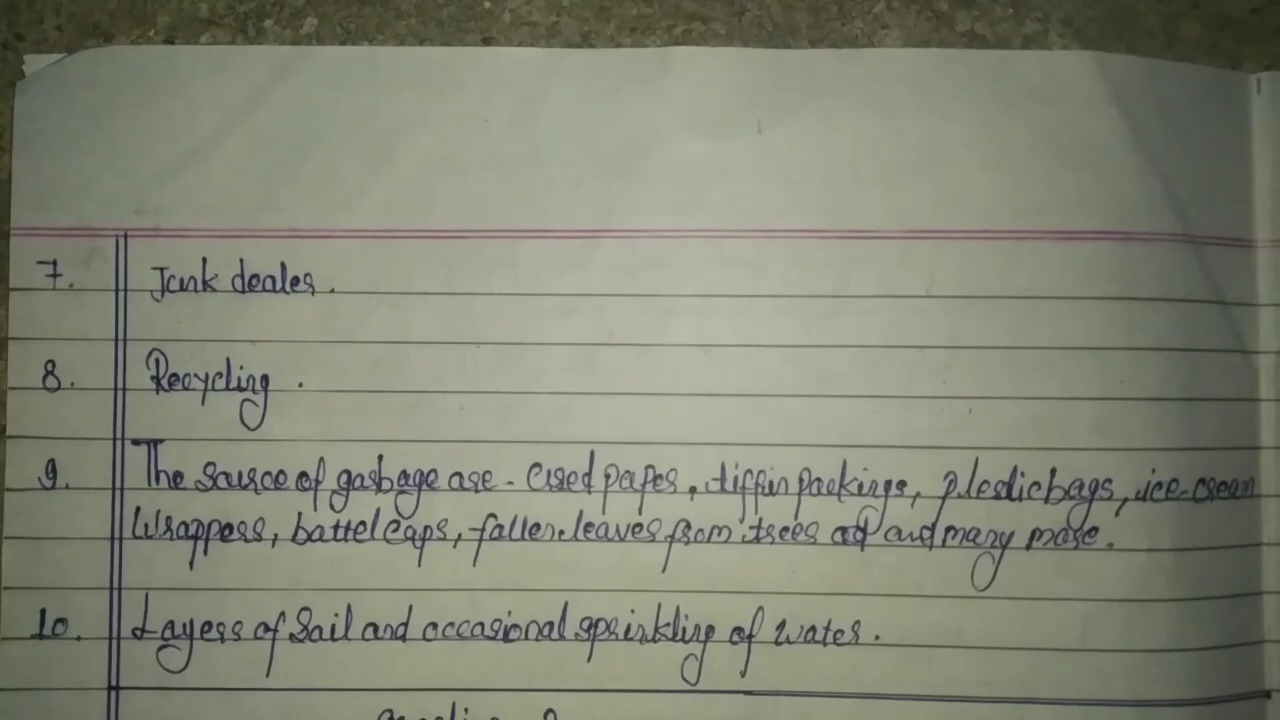 7. Junk dealer.
8. Recycling.
9. The source of garbage are - Used paper, tiffin packings, plastic bags, ice-cream
Wrappers, bottel caps, fallen leaves from trees and many more.
10. Layers of Soil and occasional sprinkling of water.